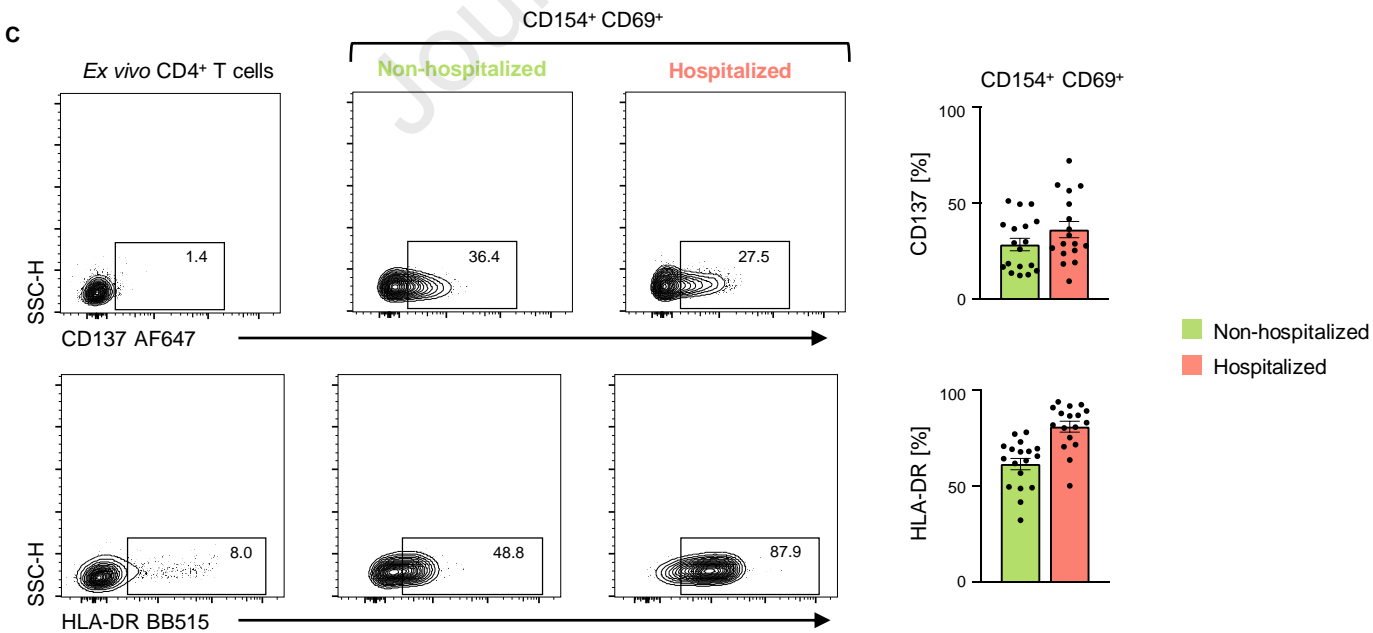 C
Jou
CD154⁺ CD69⁺
Ex vivo CD4⁺ T cells
Non-hospitalized
Hospitalized
CD154⁺ CD69⁺
1.4
36.4
27.5
SSC-H
CD137 AF647
100
50
0
CD137 [%]
Non-hospitalized
Hospitalized
8.0
48.8
87.9
SSC-H
HLA-DR BB515
100
50
0
HLA-DR [%]